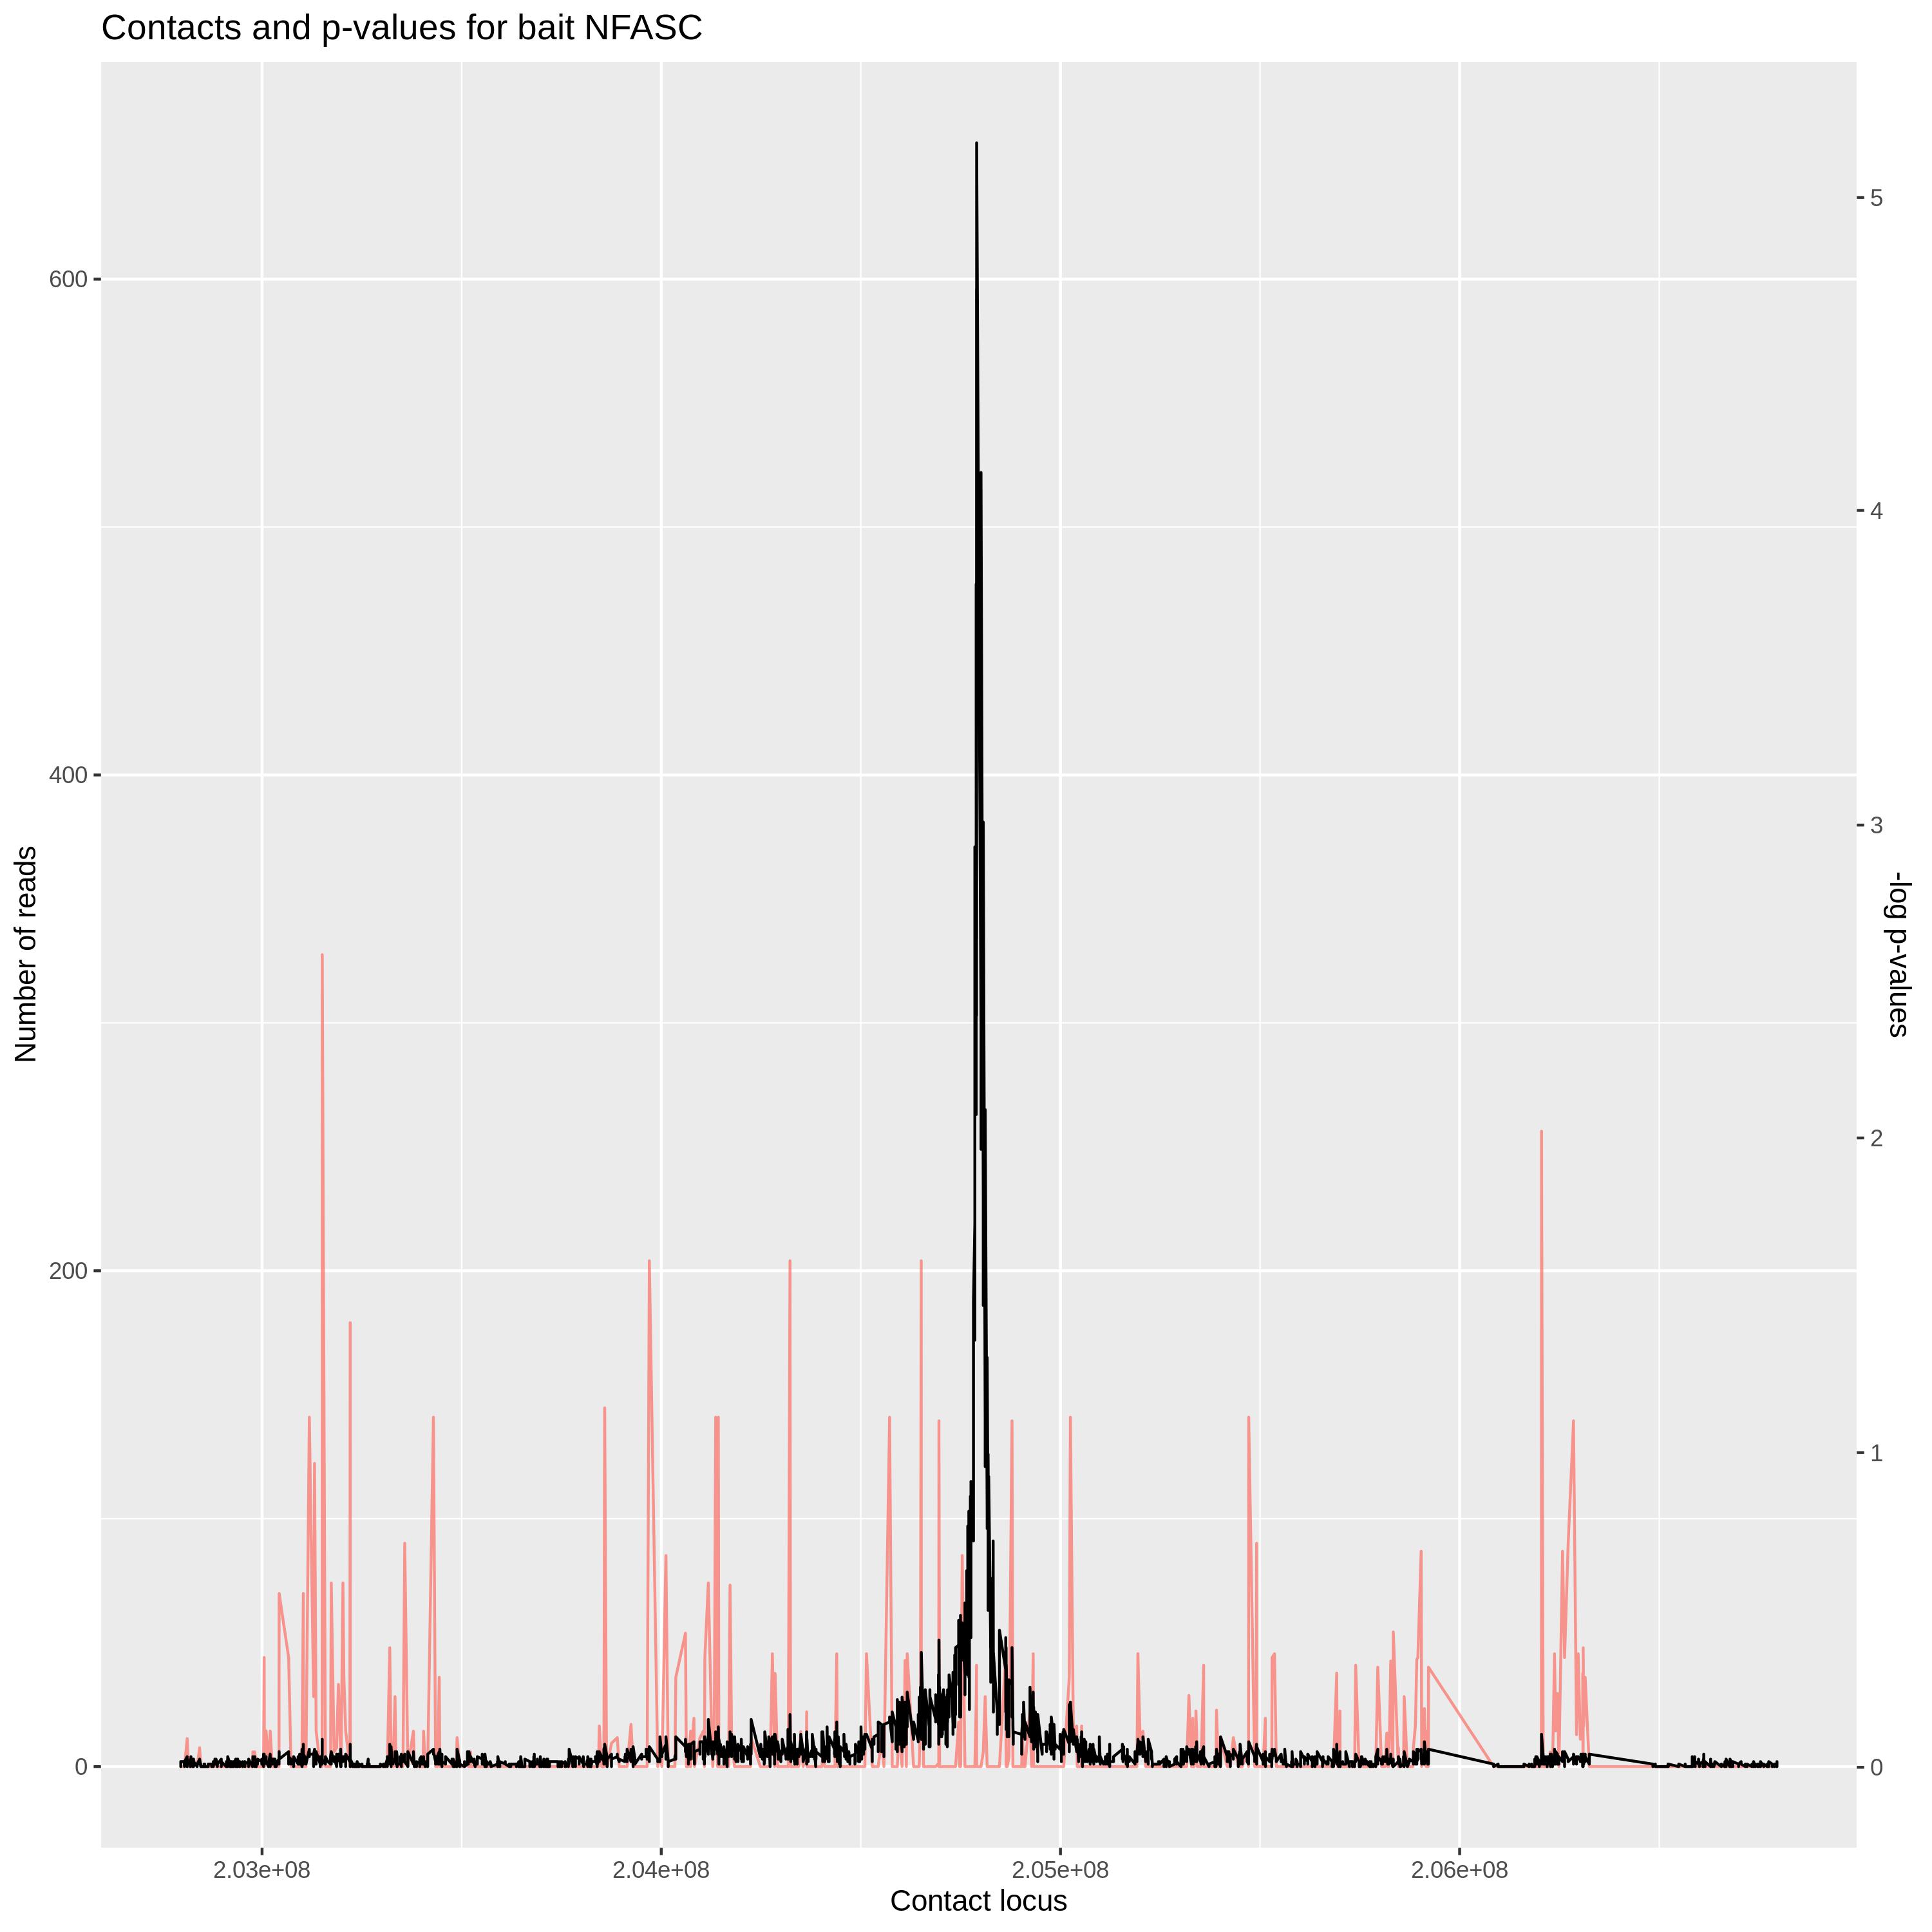 Contacts and p-values for bait NFASC
Number of reads
600
400
200
0
5
4
3
2
1
0
-log p-values
2.03e+08 2.04e+08 2.05e+08 2.06e+08
Contact locus